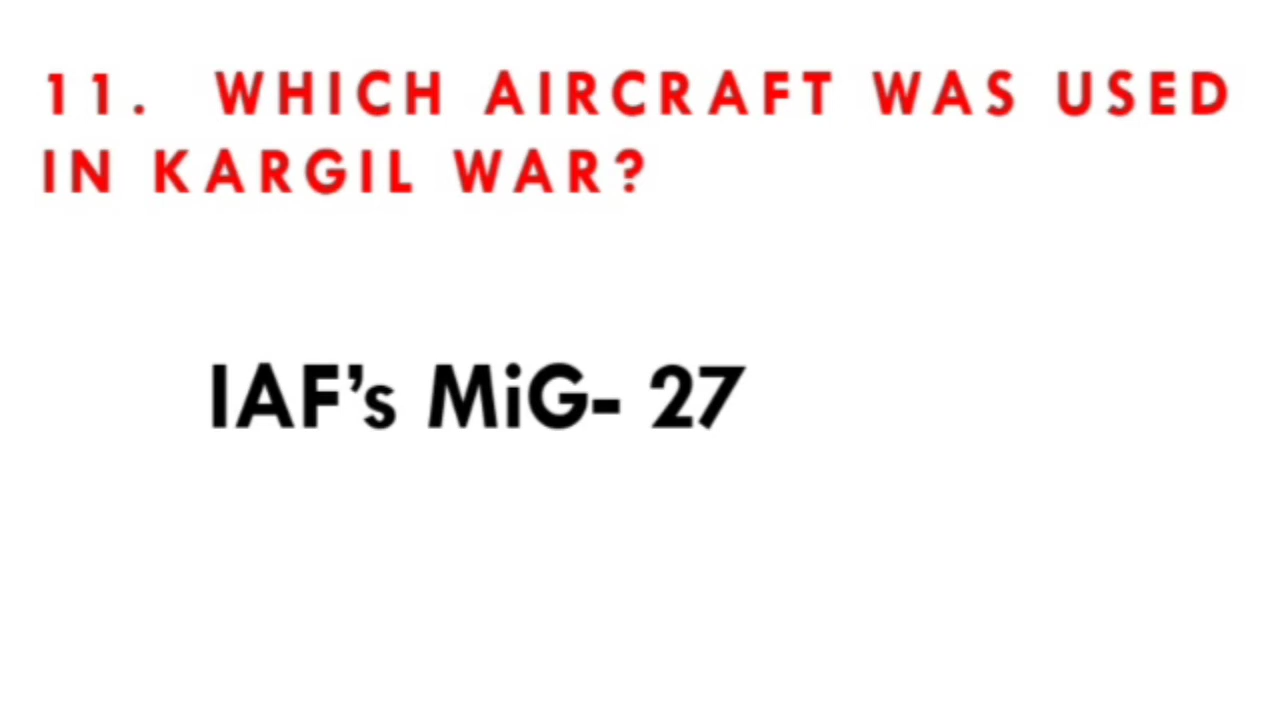 11. WHICH AIRCRAFT WAS USED
IN KARGIL WAR?
IAF’s MiG- 27